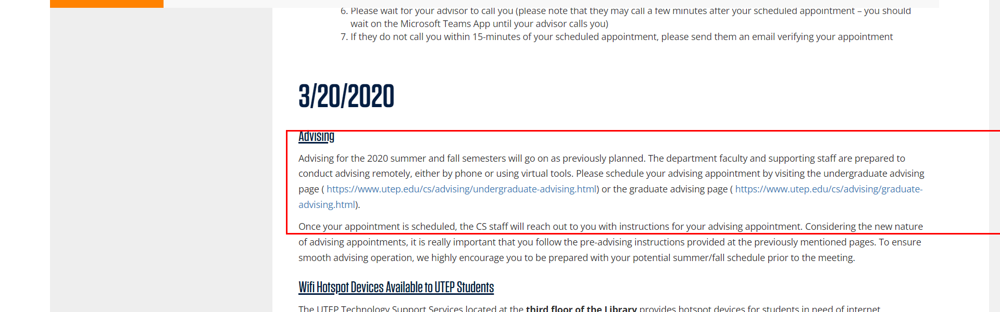 6. Please wait for your advisor to call you (please note that they may call a few minutes after your scheduled appointment – you should
wait on the Microsoft Teams App until your advisor calls you)
7. If they do not call you within 15-minutes of your scheduled appointment, please send them an email verifying your appointment
3/20/2020
Advising
Advising for the 2020 summer and fall semesters will go on as previously planned. The department faculty and supporting staff are prepared to
conduct advising remotely, either by phone or using virtual tools. Please schedule your advising appointment by visiting the undergraduate advising
page ( https://www.utep.edu/cs/advising/undergraduate-advising.html) or the graduate advising page ( https://www.utep.edu/cs/advising/graduate-
advising.html).
Once your appointment is scheduled, the CS staff will reach out to you with instructions for your advising appointment. Considering the new nature
of advising appointments, it is really important that you follow the pre-advising instructions provided at the previously mentioned pages. To ensure
smooth advising operation, we highly encourage you to be prepared with your potential summer/fall schedule prior to the meeting.
Wifi Hotspot Devices Available to UTEP Students
The UTEP Technology Support Services located at the third floor of the Library provides hotspot devices for students in need of internet